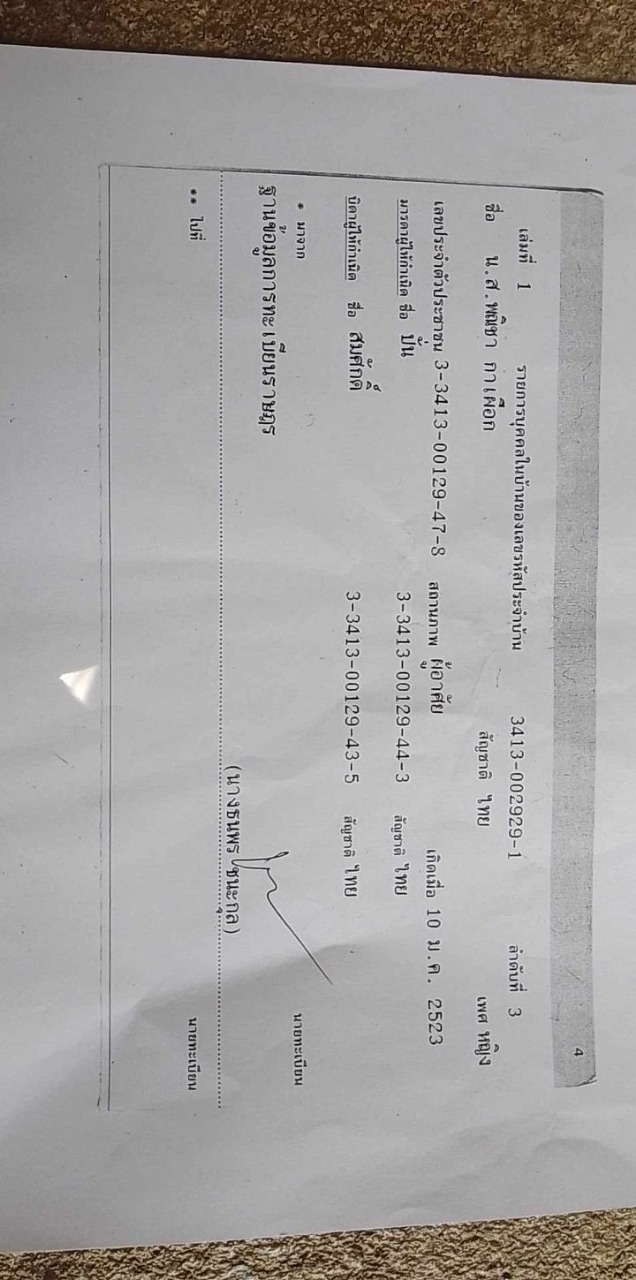 4
เล่มที่ 1 รายการบุคคลในบ้านของเลขรหัสประจำบ้าน 3413-002929-1 ลำดับที่ 3
ชื่อ น.ส.พณิชา กาเผือก สัญชาติ ไทย เพศ หญิง
เลขประจำตัวประชาชน 3-3413-00129-47-8 สถานภาพ ผู้อาศัย เกิดเมื่อ 10 ม.ค. 2523
มารดาผู้ให้กำเนิด ชื่อ ปั่น 3-3413-00129-44-3 สัญชาติ ไทย
บิดาผู้ให้กำเนิด ชื่อ สมศักดิ์ 3-3413-00129-43-5 สัญชาติ ไทย
* มาจาก นายทะเบียน
ฐานข้อมูลการทะเบียนราษฎร
(นางธนพร ชนะกุล)
** ไปที่ นายทะเบียน